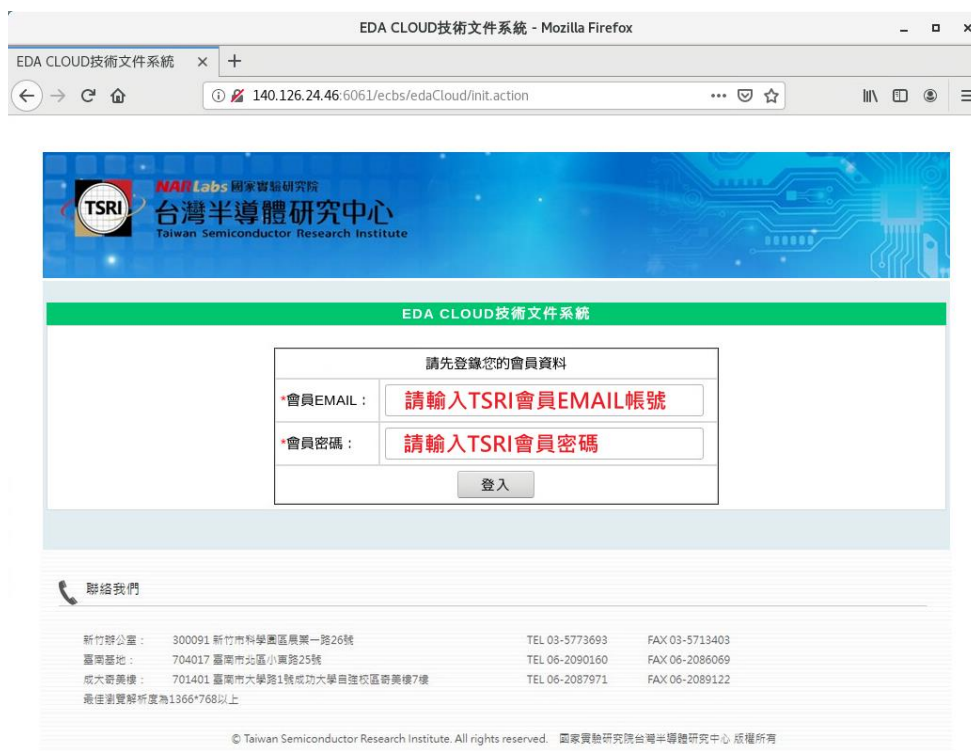 EDA CLOUD技術文件系統 - Mozilla Firefox
EDA CLOUD技術文件系統
140.126.24.46:6061/ecbs/edaCloud/init.action
TSRI
NARLabs 國家實驗研究院
台灣半導體研究中心
Taiwan Semiconductor Research Institute
EDA CLOUD技術文件系統
請先登錄您的會員資料
*會員EMAIL： 請輸入TSRI會員EMAIL帳號
*會員密碼： 請輸入TSRI會員密碼
登入
聯絡我們
新竹辦公室： 300091 新竹市科學園區展業一路26號 TEL 03-5773693 FAX 03-5713403
臺南基地： 704017 臺南市北區小東路25號 TEL 06-2090160 FAX 06-2086069
成大奇美樓： 701401 臺南市大學路1號成功大學自強校區奇美樓7樓 TEL 06-2087971 FAX 06-2089122
最佳瀏覽解析度為1366*768以上
© Taiwan Semiconductor Research Institute. All rights reserved. 國家實驗研究院台灣半導體研究中心 版權所有